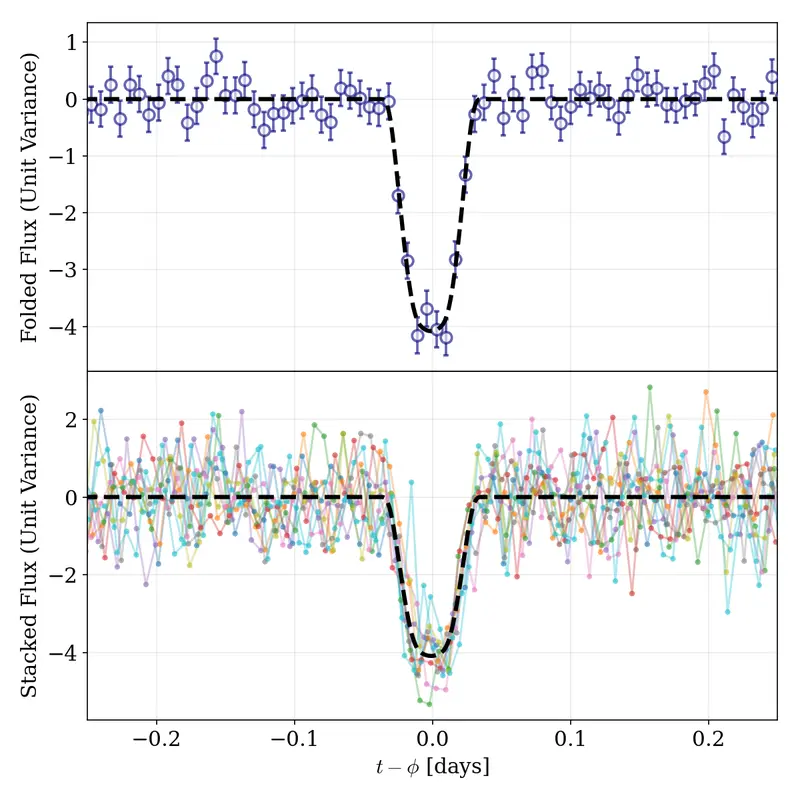 Folded Flux (Unit Variance)
1
0
−1
−2
−3
−4
Stacked Flux (Unit Variance)
2
0
−2
−4
−0.2 −0.1 0.0 0.1 0.2
t − ϕ [days]